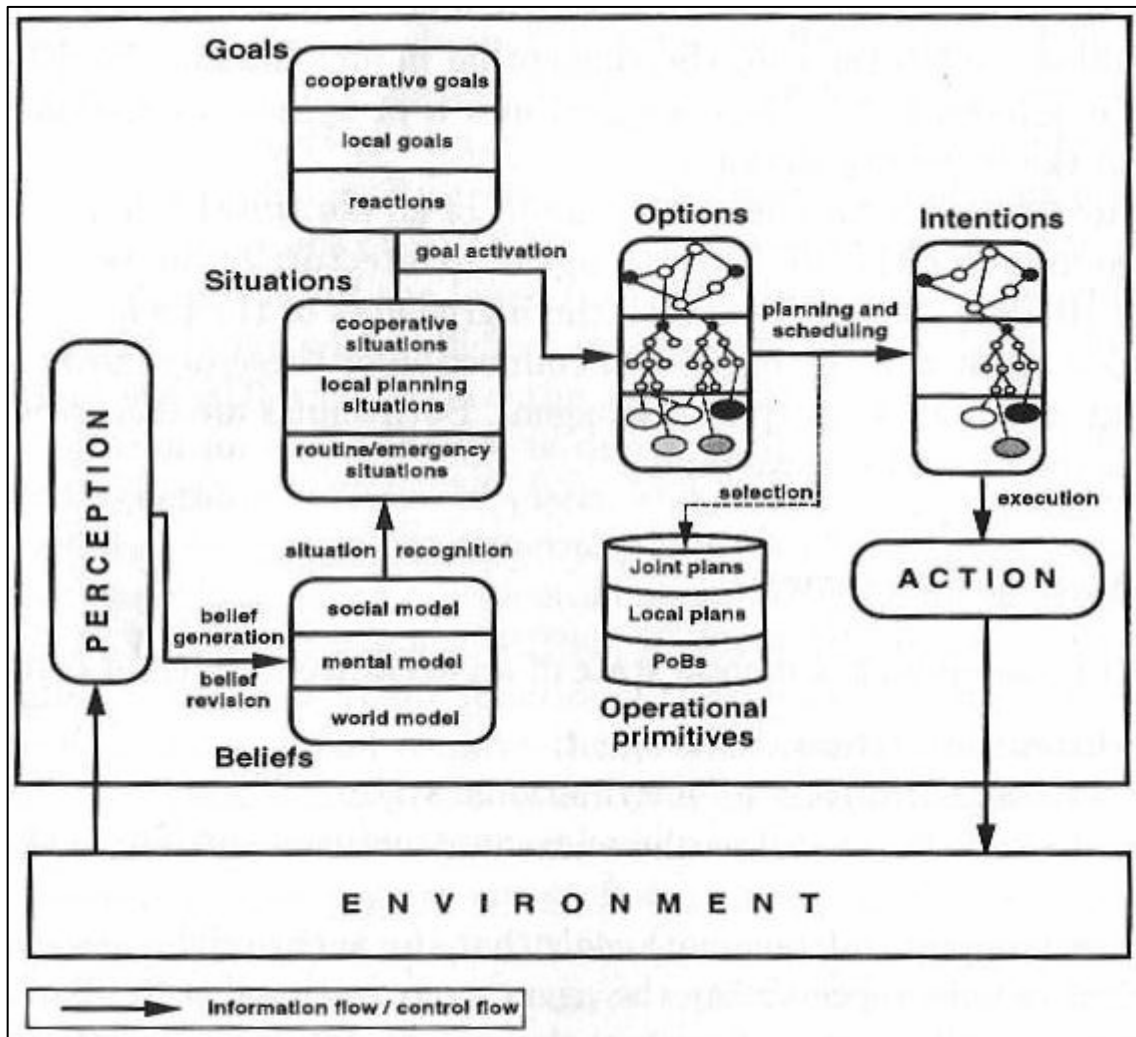 Goals
cooperative goals
local goals
reactions
goal activation
Situations
cooperative
situations
local planning
situations
routine/emergency
situations
situation recognition
social model
mental model
world model
Beliefs
PERCEPTION
belief
generation
belief
revision
Options
planning and
scheduling
selection
Joint plans
Local plans
PoBs
Operational
primitives
Intentions
execution
ACTION
ENVIRONMENT
Information flow / control flow